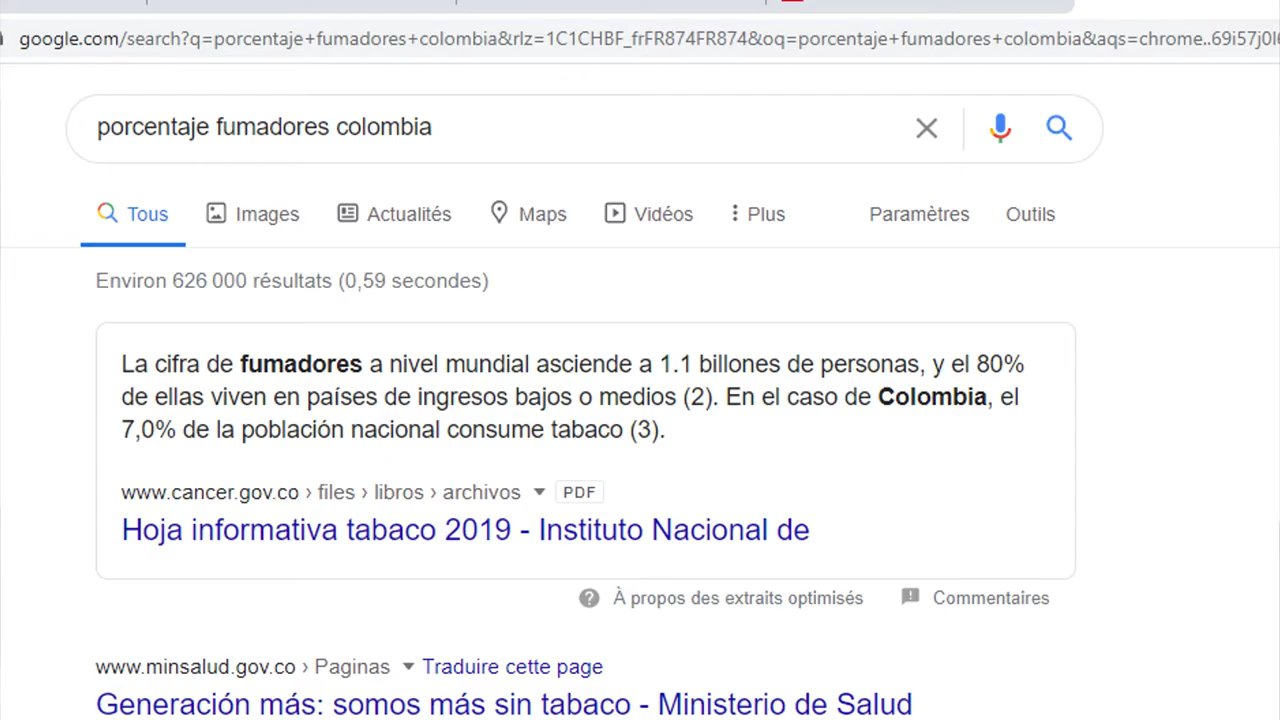 google.com/search?q=porcentaje+fumadores+colombia&rlz=1C1CHBF_frFR874FR874&oq=porcentaje+fumadores+colombia&aqs=chrome..69i57j0l6
porcentaje fumadores colombia
Tous Images Actualités Maps Vidéos Plus Paramètres Outils
Environ 626 000 résultats (0,59 secondes)
La cifra de fumadores a nivel mundial asciende a 1.1 billones de personas, y el 80%
de ellas viven en países de ingresos bajos o medios (2). En el caso de Colombia, el
7,0% de la población nacional consume tabaco (3).
www.cancer.gov.co › files › libros › archivos PDF
Hoja informativa tabaco 2019 - Instituto Nacional de
À propos des extraits optimisés Commentaires
www.minsalud.gov.co › Paginas Traduire cette page
Generación más: somos más sin tabaco - Ministerio de Salud